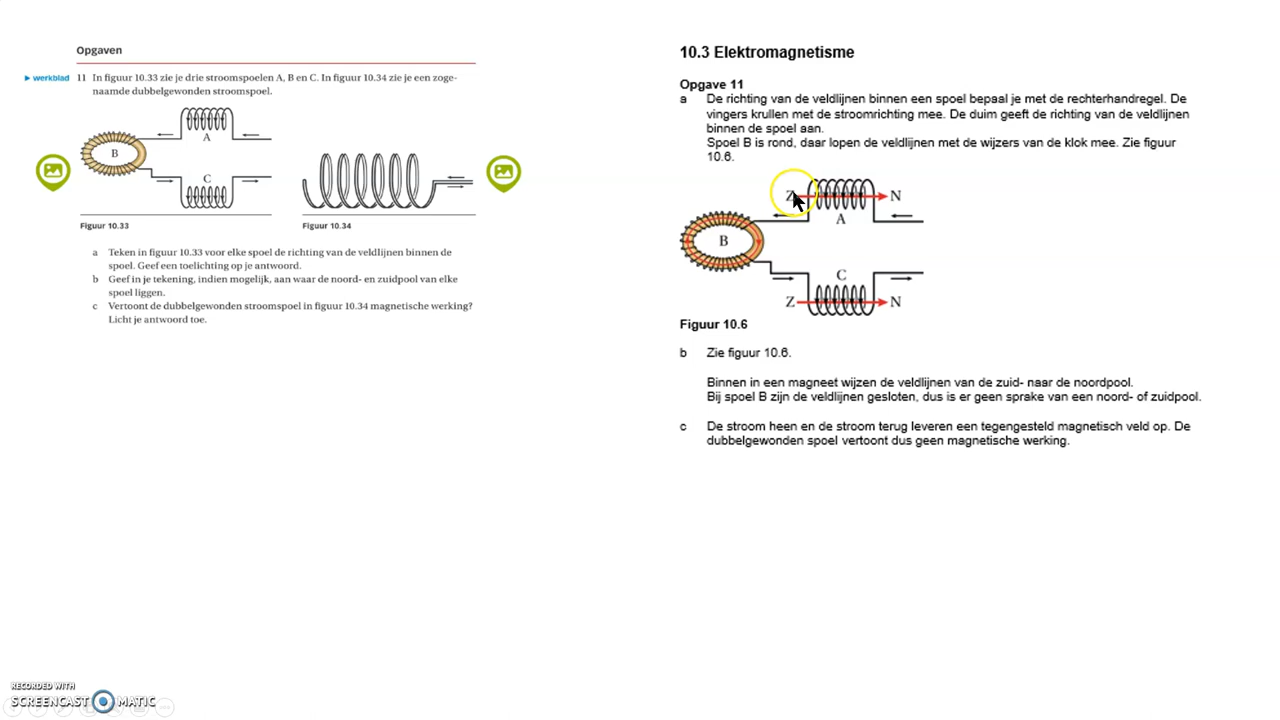 Opgaven
▶ werkblad 11 In figuur 10.33 zie je drie stroomspoelen A, B en C. In figuur 10.34 zie je een zoge-
naamde dubbelgewonden stroomspoel.
A
B
C
Figuur 10.33 Figuur 10.34
a Teken in figuur 10.33 voor elke spoel de richting van de veldlijnen binnen de
spoel. Geef een toelichting op je antwoord.
b Geef in je tekening, indien mogelijk, aan waar de noord- en zuidpool van elke
spoel liggen.
c Vertoont de dubbelgewonden stroomspoel in figuur 10.34 magnetische werking?
Licht je antwoord toe.
10.3 Elektromagnetisme
Opgave 11
a De richting van de veldlijnen binnen een spoel bepaal je met de rechterhandregel. De
vingers krullen met de stroomrichting mee. De duim geeft de richting van de veldlijnen
binnen de spoel aan.
Spoel B is rond, daar lopen de veldlijnen met de wijzers van de klok mee. Zie figuur
10.6.
Z N
A
B
C
Z N
Figuur 10.6
b Zie figuur 10.6.
Binnen in een magneet wijzen de veldlijnen van de zuid- naar de noordpool.
Bij spoel B zijn de veldlijnen gesloten, dus is er geen sprake van een noord- of zuidpool.
c De stroom heen en de stroom terug leveren een tegengesteld magnetisch veld op. De
dubbelgewonden spoel vertoont dus geen magnetische werking.
RECORDED WITH
SCREENCAST MATIC